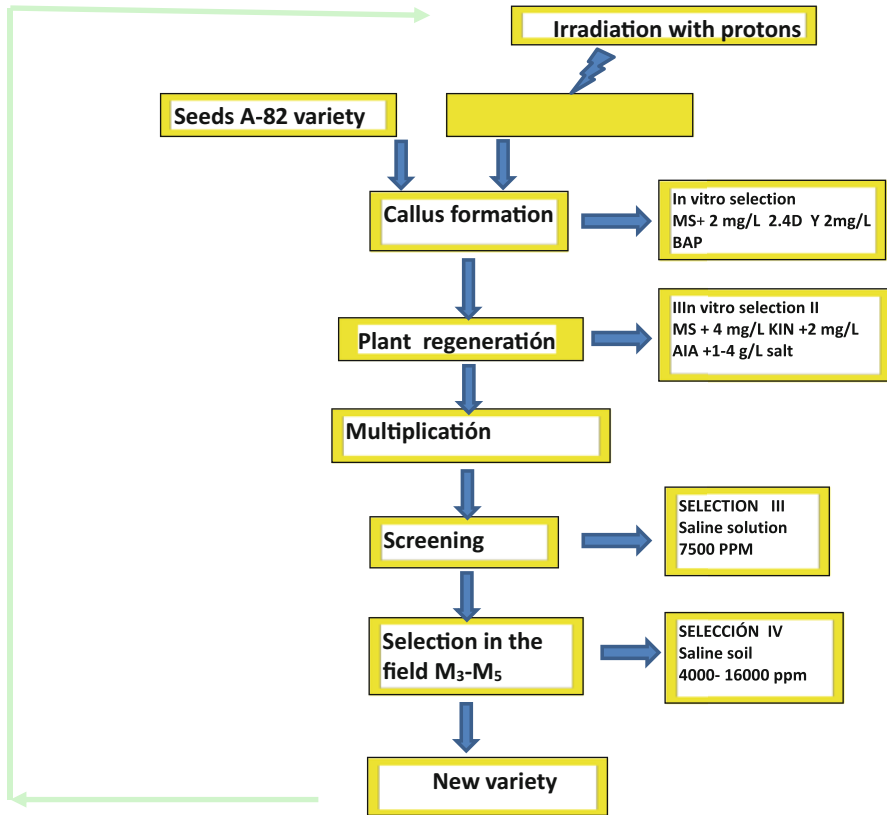 Irradiation with protons
Seeds A-82 variety
Callus formation
In vitro selection
MS+ 2 mg/L 2.4D Y 2mg/L
BAP
Plant regeneratión
IIIn vitro selection II
MS + 4 mg/L KIN +2 mg/L
AIA +1-4 g/L salt
Multiplicatión
Screening
SELECTION III
Saline solution
7500 PPM
Selection in the
field M₃-M₅
SELECCIÓN IV
Saline soil
4000- 16000 ppm
New variety